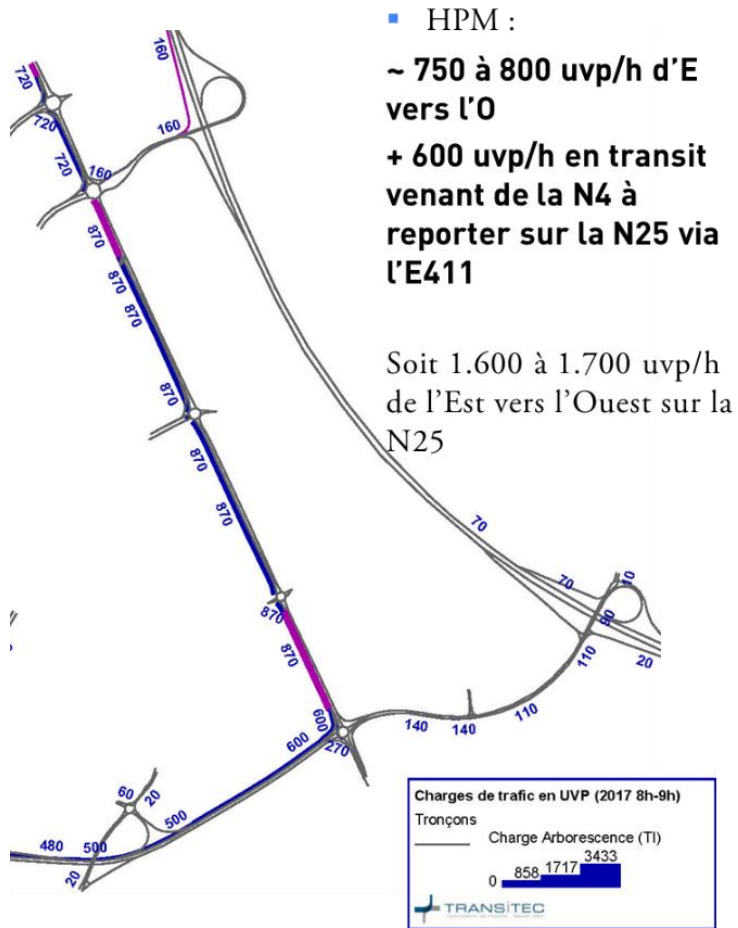 HPM :
~ 750 à 800 uvp/h d'E
vers l'O
+ 600 uvp/h en transit
venant de la N4 à
reporter sur la N25 via
l'E411
Soit 1.600 à 1.700 uvp/h
de l'Est vers l'Ouest sur la
N25
160
720
720
160
720
160
870
870
870
870
870
870
870
870
600
600
270
70
70
10
90
20
110
110
140
140
60
20
500
480
500
20
Charges de trafic en UVP (2017 8h-9h)
Tronçons
Charge Arborescence (TI)
0 858 1717 3433
TRANSITEC